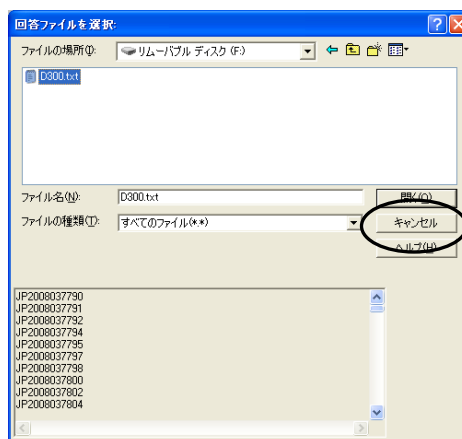 回答ファイルを選択:
ファイルの場所(I): リムーバブル ディスク (F:)
D300.txt
ファイル名(N): D300.txt 開く(O)
ファイルの種類(T): すべてのファイル(*.*) キャンセル
ヘルプ(H)
JP2008037790
JP2008037791
JP2008037792
JP2008037794
JP2008037795
JP2008037797
JP2008037798
JP2008037800
JP2008037802
JP2008037804